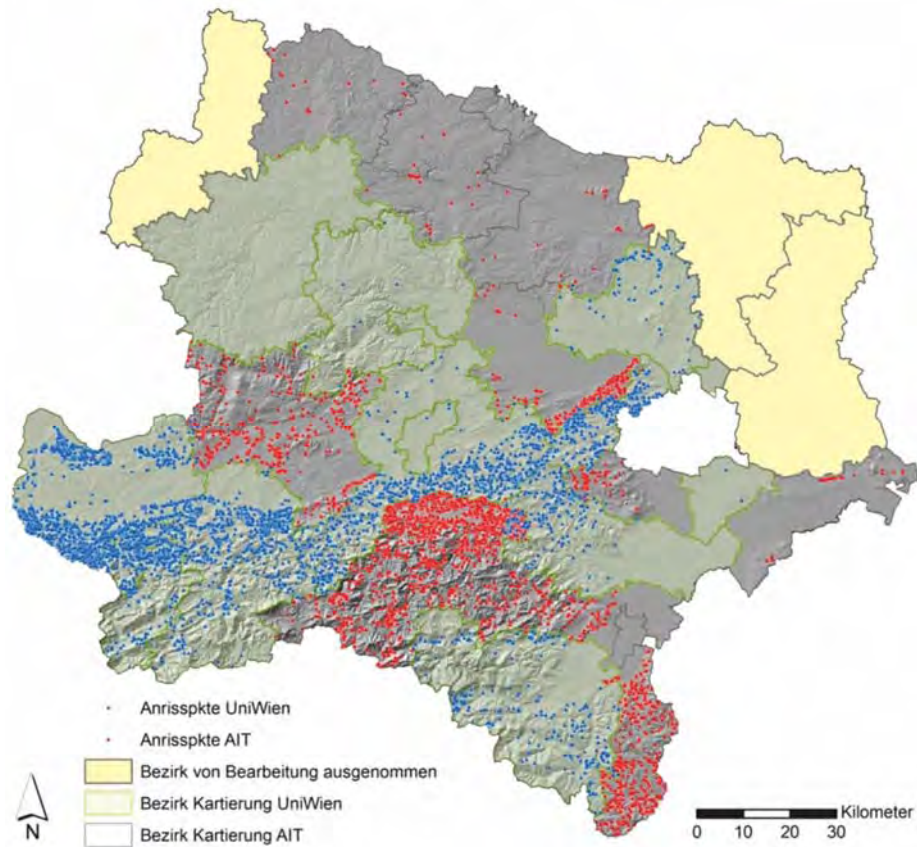 Anrisspkte UniWien
Anrisspkte AIT
Bezirk von Bearbeitung ausgenommen
Bezirk Kartierung UniWien
Bezirk Kartierung AIT
N
Kilometer
0 10 20 30